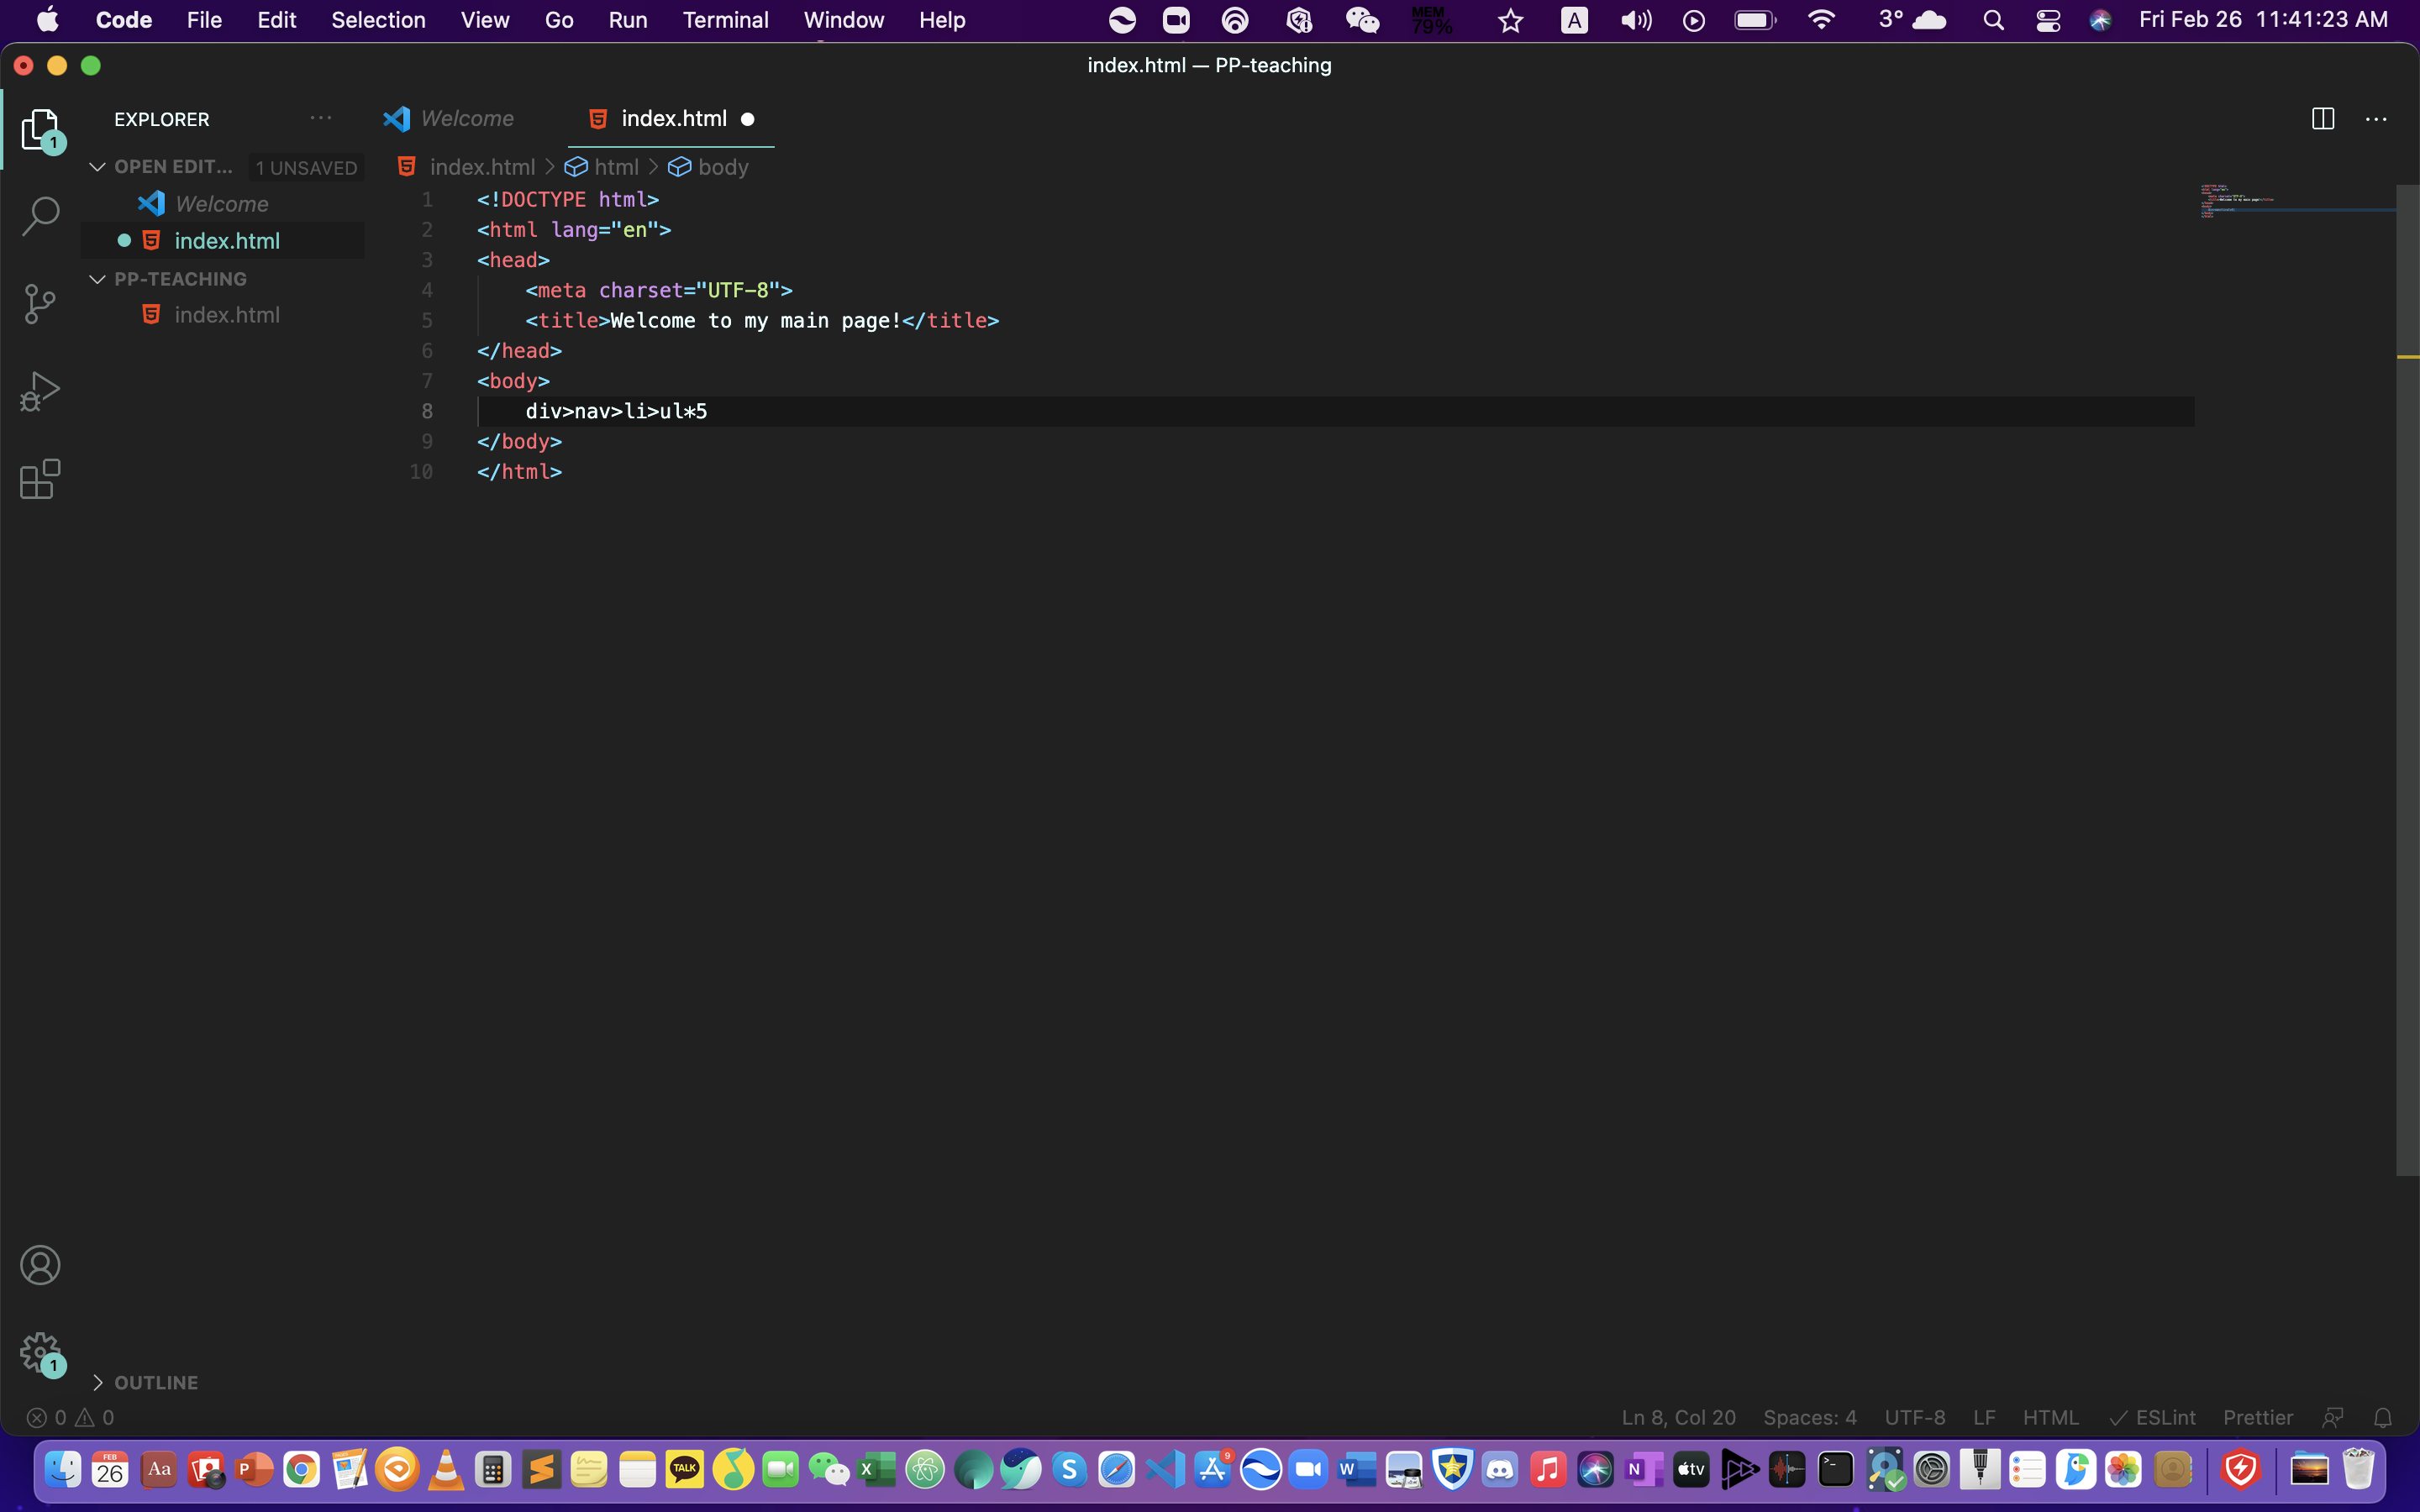 Code File Edit Selection View Go Run Terminal Window Help MEM 79% A 3° Fri Feb 26 11:41:23 AM
index.html — PP-teaching
EXPLORER
Welcome index.html
1
OPEN EDIT... 1 UNSAVED
index.html > html > body
Welcome
index.html
PP-TEACHING
index.html
1 <!DOCTYPE html>
2 <html lang="en">
3 <head>
4 <meta charset="UTF-8">
5 <title>Welcome to my main page!</title>
6 </head>
7 <body>
8 div>nav>li>ul*5
9 </body>
10 </html>
1
OUTLINE
0 0 Ln 8, Col 20 Spaces: 4 UTF-8 LF HTML ESLint Prettier
FEB 26 Aa P TALK X S 9 W N tv >_